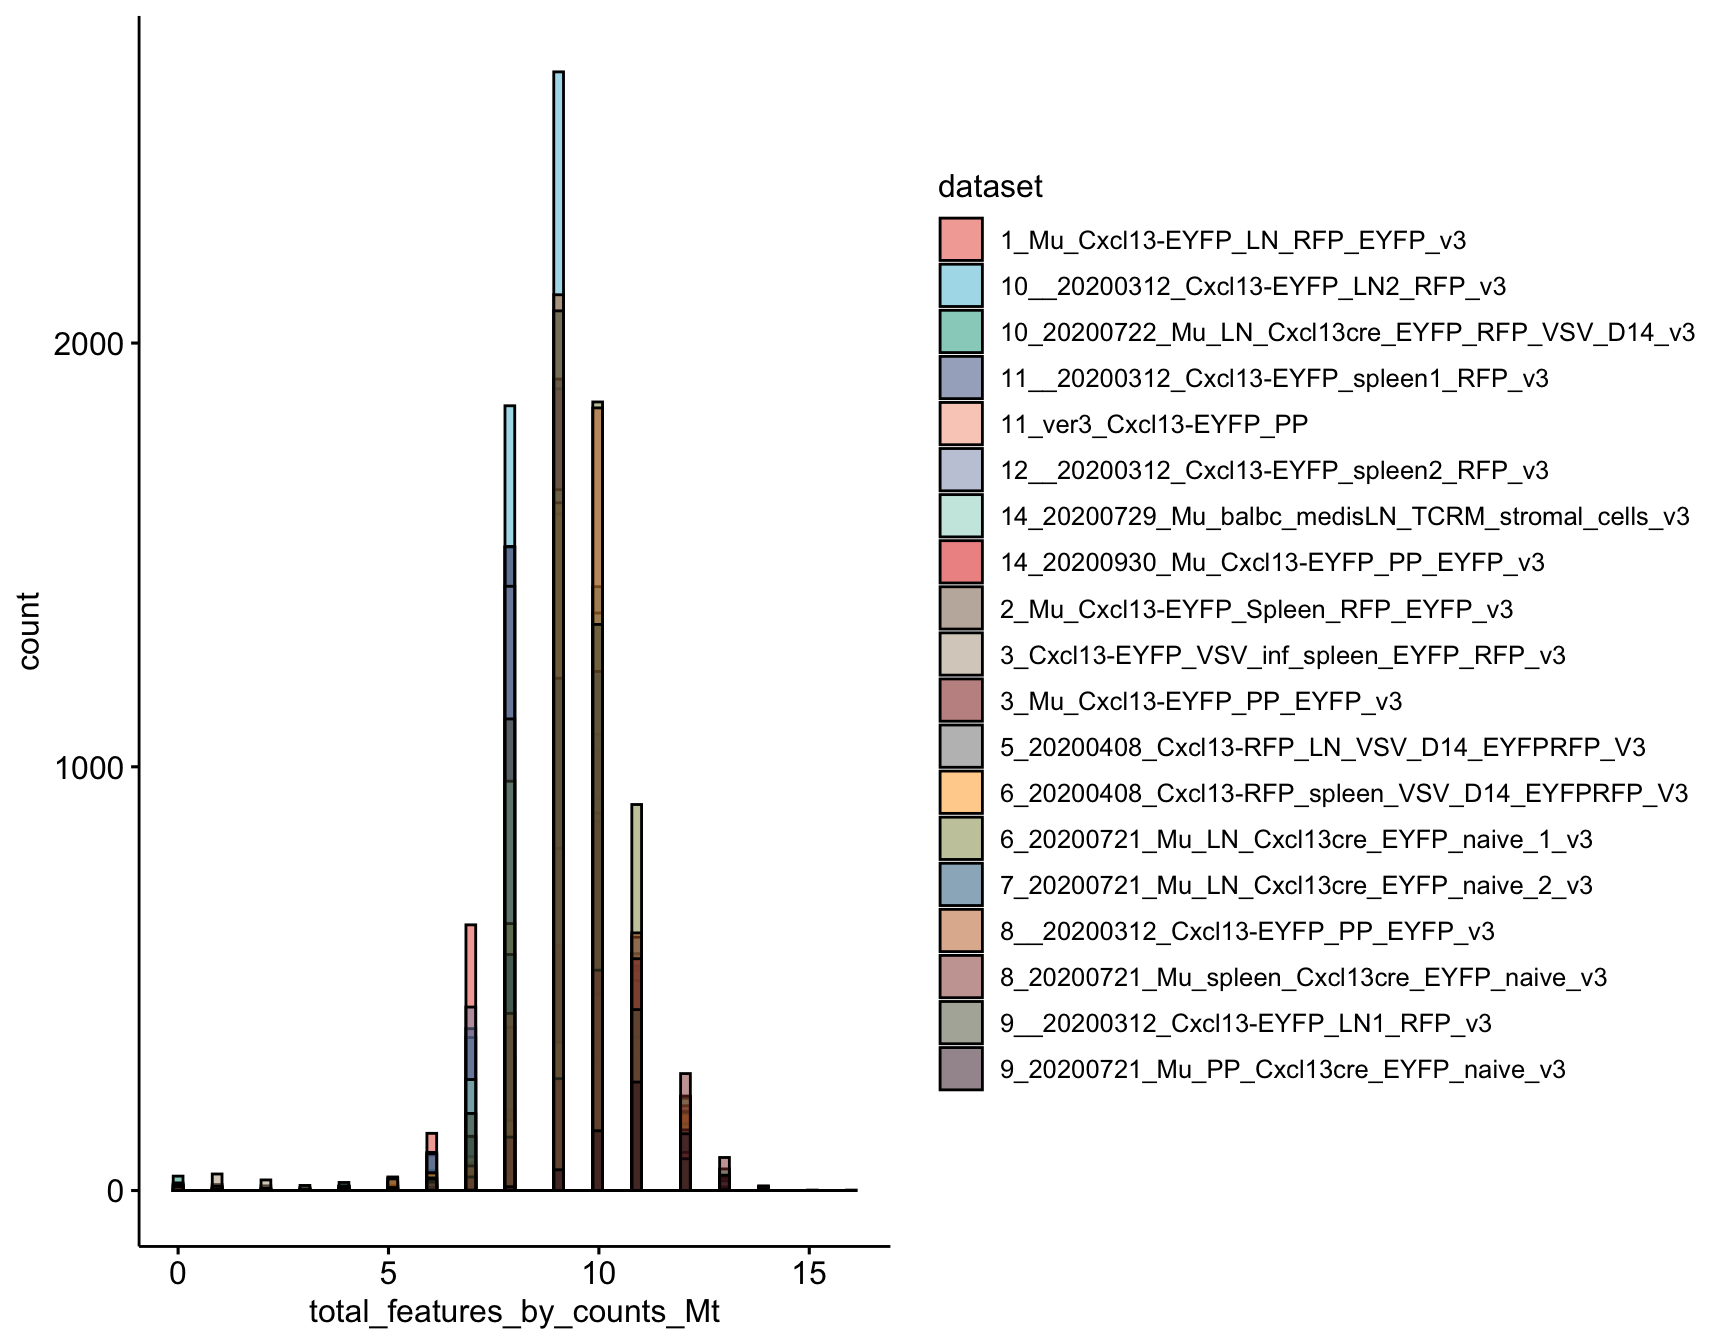 2000
1000
0
count
0
5
10
15
total_features_by_counts_Mt
dataset
1_Mu_Cxcl13-EYFP_LN_RFP_EYFP_v3
10__20200312_Cxcl13-EYFP_LN2_RFP_v3
10_20200722_Mu_LN_Cxcl13cre_EYFP_RFP_VSV_D14_v3
11__20200312_Cxcl13-EYFP_spleen1_RFP_v3
11_ver3_Cxcl13-EYFP_PP
12__20200312_Cxcl13-EYFP_spleen2_RFP_v3
14_20200729_Mu_balbc_medisLN_TCRM_stromal_cells_v3
14_20200930_Mu_Cxcl13-EYFP_PP_EYFP_v3
2_Mu_Cxcl13-EYFP_Spleen_RFP_EYFP_v3
3_Cxcl13-EYFP_VSV_inf_spleen_EYFP_RFP_v3
3_Mu_Cxcl13-EYFP_PP_EYFP_v3
5_20200408_Cxcl13-RFP_LN_VSV_D14_EYFPRFP_V3
6_20200408_Cxcl13-RFP_spleen_VSV_D14_EYFPRFP_V3
6_20200721_Mu_LN_Cxcl13cre_EYFP_naive_1_v3
7_20200721_Mu_LN_Cxcl13cre_EYFP_naive_2_v3
8__20200312_Cxcl13-EYFP_PP_EYFP_v3
8_20200721_Mu_spleen_Cxcl13cre_EYFP_naive_v3
9__20200312_Cxcl13-EYFP_LN1_RFP_v3
9_20200721_Mu_PP_Cxcl13cre_EYFP_naive_v3